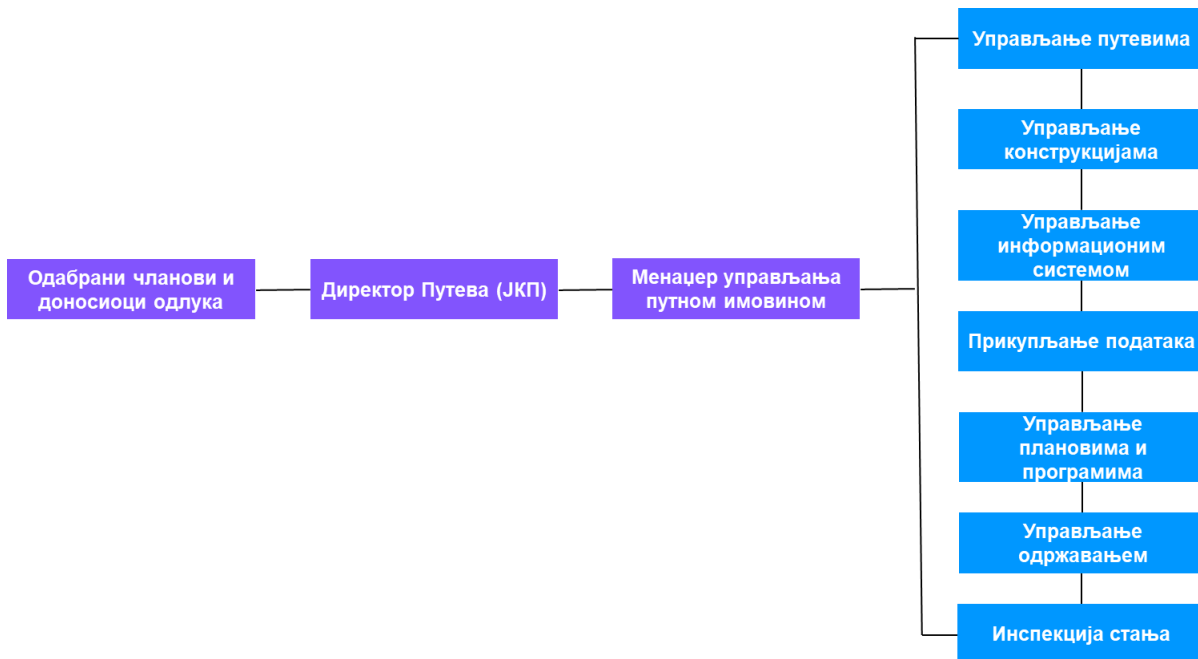 Одабрани чланови и
доносиоци одлука
Директор Путева (ЈКП)
Менаџер управљања
путном имовином
Управљање путевима
Управљање
конструкцијама
Управљање
информационим
системом
Прикупљање података
Управљање
плановима и
програмима
Управљање
одржавањем
Инспекција стања